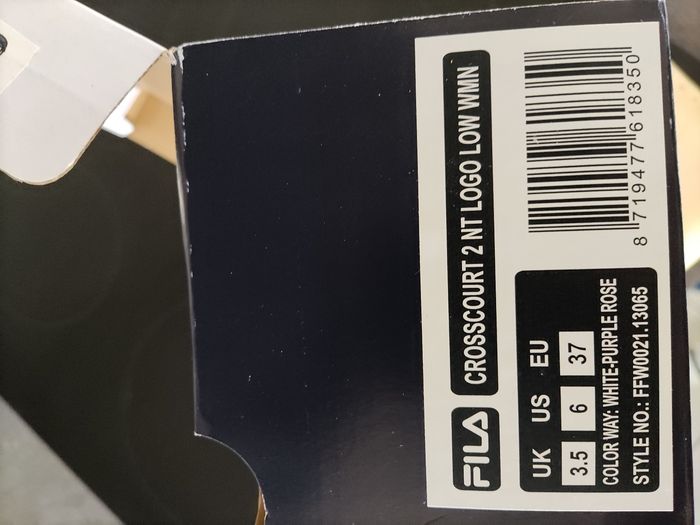 FILA
CROSSCOURT 2 NT LOGO LOW WMN
UK US EU
3.5 6 37
COLOR WAY: WHITE-PURPLE ROSE
STYLE NO.: FFW0021.13065
8 719477 618350